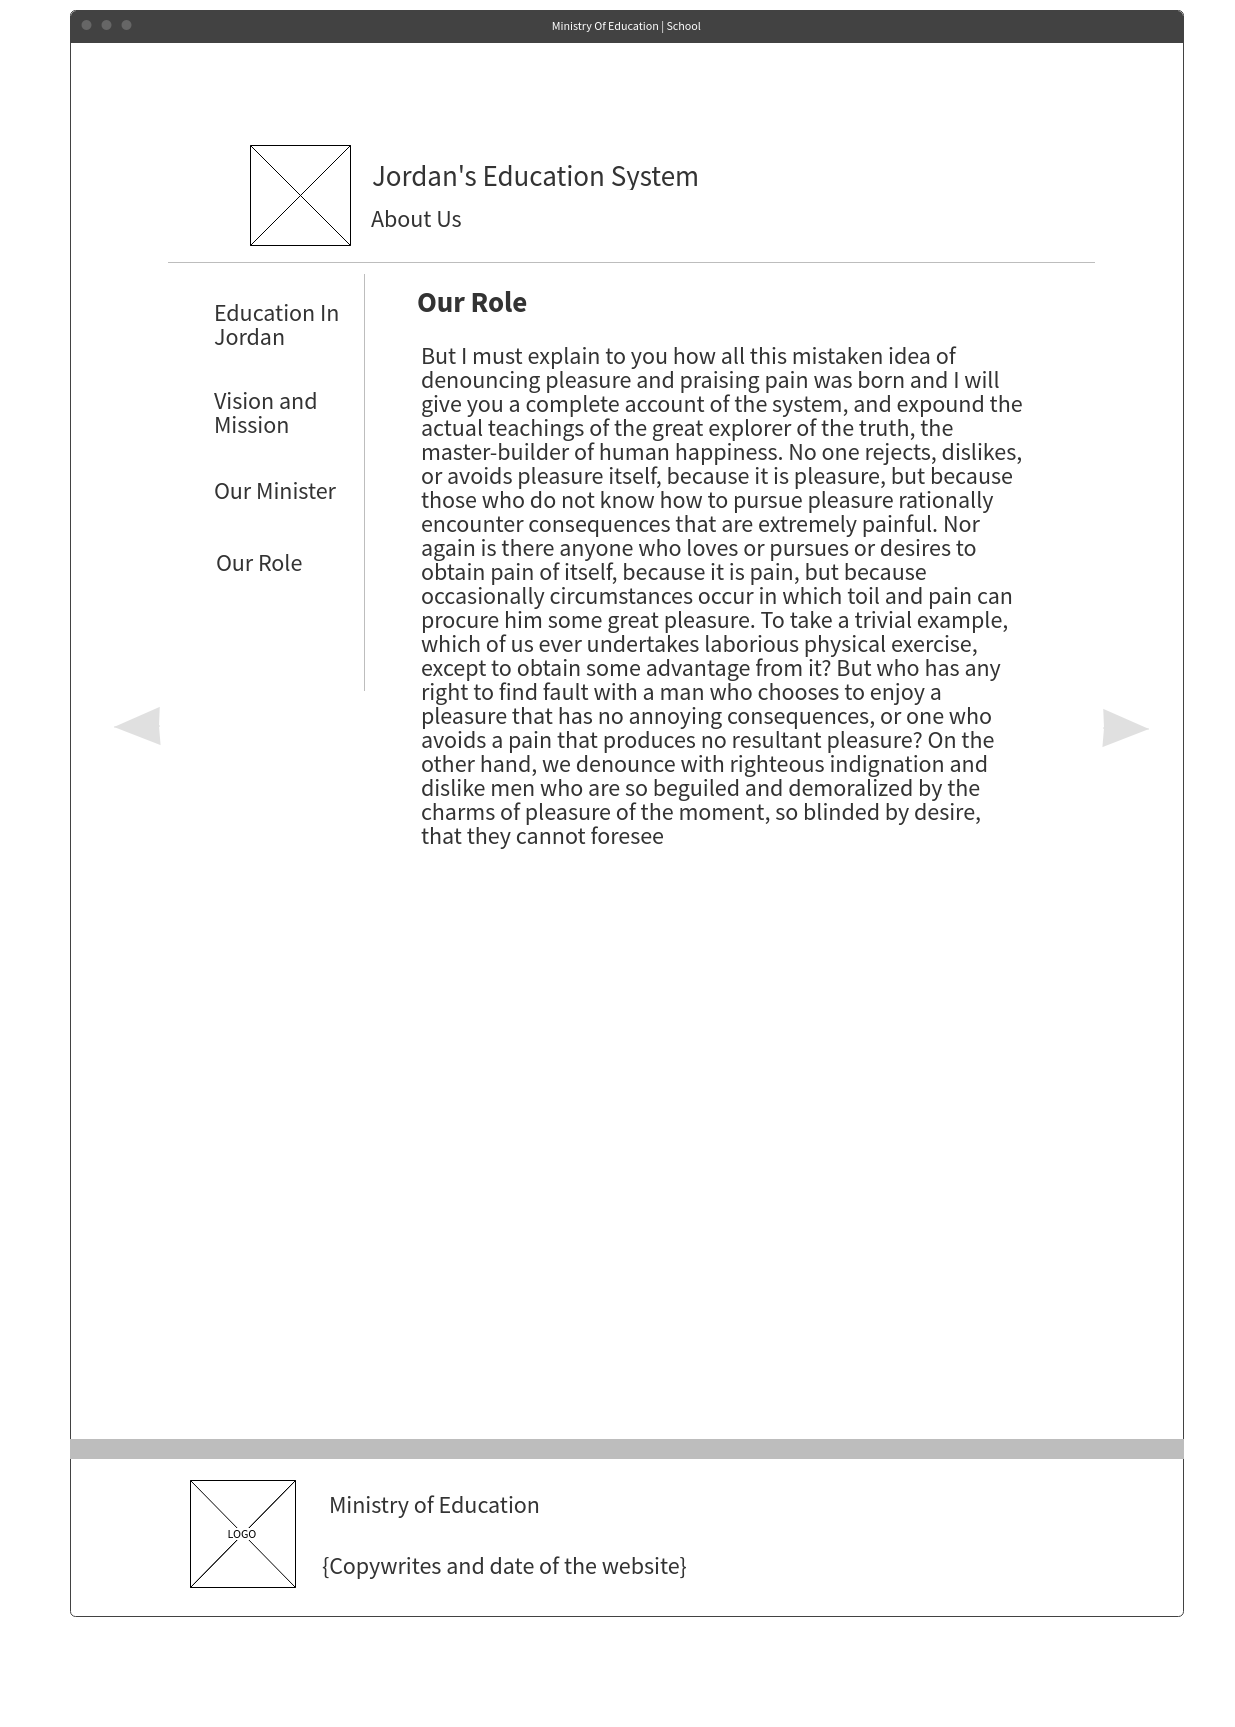 Ministry Of Education | School
Jordan's Education System
About Us
Education In
Jordan
Vision and
Mission
Our Minister
Our Role
Our Role
But I must explain to you how all this mistaken idea of
denouncing pleasure and praising pain was born and I will
give you a complete account of the system, and expound the
actual teachings of the great explorer of the truth, the
master-builder of human happiness. No one rejects, dislikes,
or avoids pleasure itself, because it is pleasure, but because
those who do not know how to pursue pleasure rationally
encounter consequences that are extremely painful. Nor
again is there anyone who loves or pursues or desires to
obtain pain of itself, because it is pain, but because
occasionally circumstances occur in which toil and pain can
procure him some great pleasure. To take a trivial example,
which of us ever undertakes laborious physical exercise,
except to obtain some advantage from it? But who has any
right to find fault with a man who chooses to enjoy a
pleasure that has no annoying consequences, or one who
avoids a pain that produces no resultant pleasure? On the
other hand, we denounce with righteous indignation and
dislike men who are so beguiled and demoralized by the
charms of pleasure of the moment, so blinded by desire,
that they cannot foresee
LOGO
Ministry of Education
{Copywrites and date of the website}